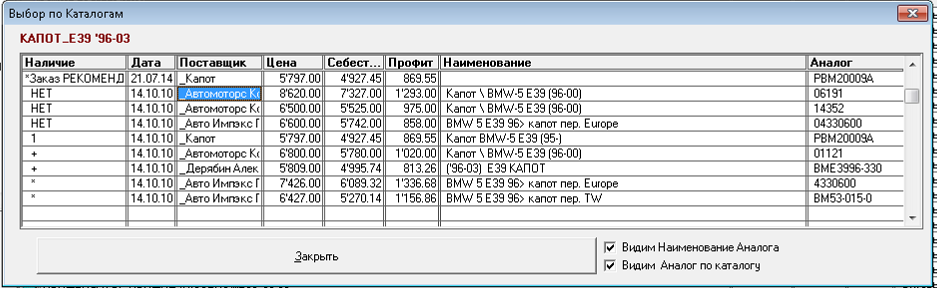 Выбор по Каталогам
КАПОТ_E39 '96-03
Наличие Дата Поставщик Цена Себест... Профит Наименование Аналог
*Заказ РЕКОМЕНД 21.07.14 _Капот 5'797.00 4'927.45 869.55 PBM20009A
НЕТ 14.10.10 _Автомоторс Ко 8'620.00 7'327.00 1'293.00 Капот \ BMW-5 E39 (96-00) 06191
НЕТ 14.10.10 _Автомоторс Ко 6'500.00 5'525.00 975.00 Капот \ BMW-5 E39 (96-00) 14352
НЕТ 14.10.10 _Авто Импэкс Г 6'600.00 5'742.00 858.00 BMW 5 E39 96> капот пер. Europe 04330600
1 14.10.10 _Капот 5'797.00 4'927.45 869.55 Капот BMW-5 E39 (95-) PBM20009A
+ 14.10.10 _Автомоторс Ко 6'800.00 5'780.00 1'020.00 Капот \ BMW-5 E39 (96-00) 01121
+ 14.10.10 _Дерябин Алек 5'809.00 4'995.74 813.26 ('96-03) E39 КАПОТ BME3996-330
* 14.10.10 _Авто Импэкс Г 7'426.00 6'089.32 1'336.68 BMW 5 E39 96> капот пер. Europe 4330600
* 14.10.10 _Авто Импэкс Г 6'427.00 5'270.14 1'156.86 BMW 5 E39 96> капот пер. TW BM53-015-0
Закрыть
Видим Наименование Аналога
Видим Аналог по каталогу